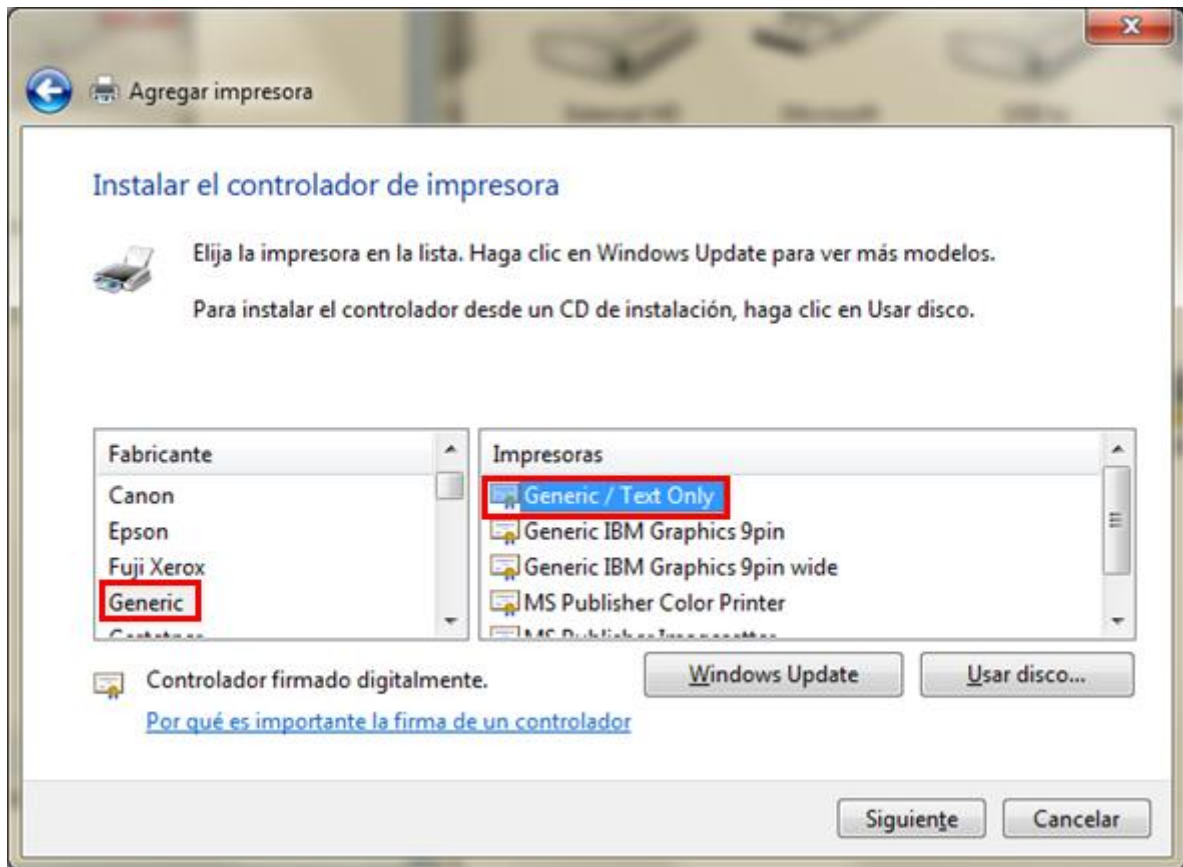 Agregar impresora
Instalar el controlador de impresora
Elija la impresora en la lista. Haga clic en Windows Update para ver más modelos.
Para instalar el controlador desde un CD de instalación, haga clic en Usar disco.
Fabricante
Canon
Epson
Fuji Xerox
Generic
Impresoras
Generic / Text Only
Generic IBM Graphics 9pin
Generic IBM Graphics 9pin wide
MS Publisher Color Printer
MS Publisher Imagesetter
Controlador firmado digitalmente.
Windows Update
Usar disco...
Por qué es importante la firma de un controlador
Siguiente
Cancelar